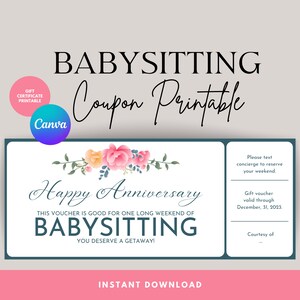 BABYSITTING
Coupon Printable
GIFT
CERTIFICATE
PRINTABLE
Canva
Happy Anniversary
THIS VOUCHER IS GOOD FOR ONE LONG WEEKEND OF
BABYSITTING
YOU DESERVE A GETAWAY!
Please text
concierge to reserve
your weekend.
Gift voucher
valid through
December, 31, 2023.
Courtesy of
...
INSTANT DOWNLOAD